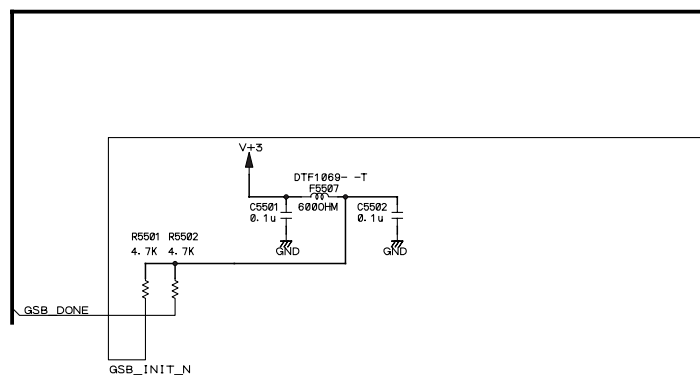 V+3
DTF1069- -T
F5507
C5501
600OHM
C5502
0.1u
0.1u
GND
GND
R5501
R5502
4.7K
4.7K
GSB_DONE
GSB_INIT_N